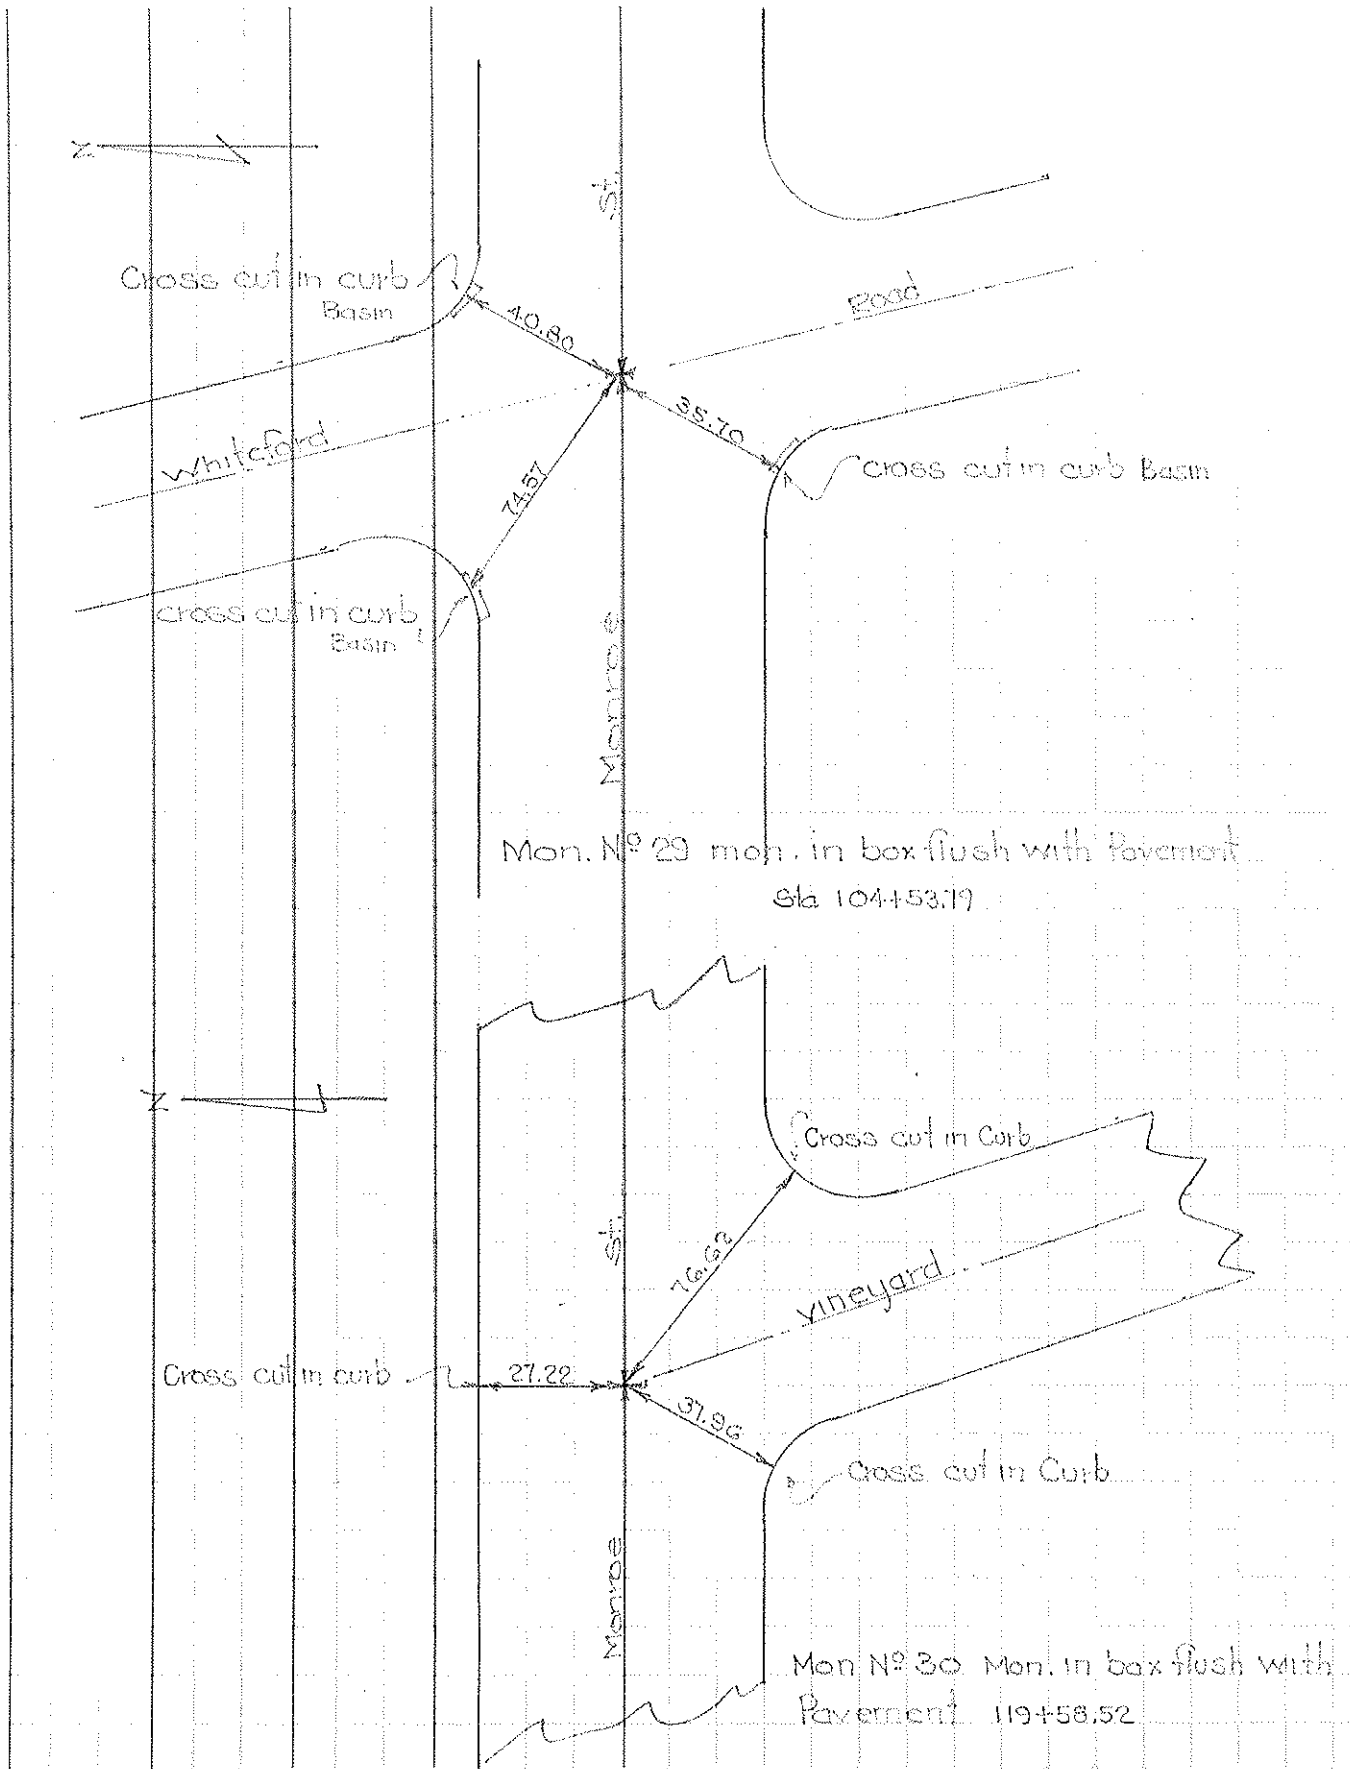 N
St.
Cross cut in curb
Basin
Road
40.80
35.70
Whiteford
Cross cut in curb Basin
74.57
cross cut in curb
Basin
Monroe
Mon. Nº 29 mon. in box flush with Pavement
Sta 104+53.79
N
Cross cut in Curb
St.
76.62
Vineyard
Cross cut in curb
27.22
37.96
Cross cut in Curb
Monroe
Mon Nº 30 Mon. in box flush with
Pavement 119+58.52